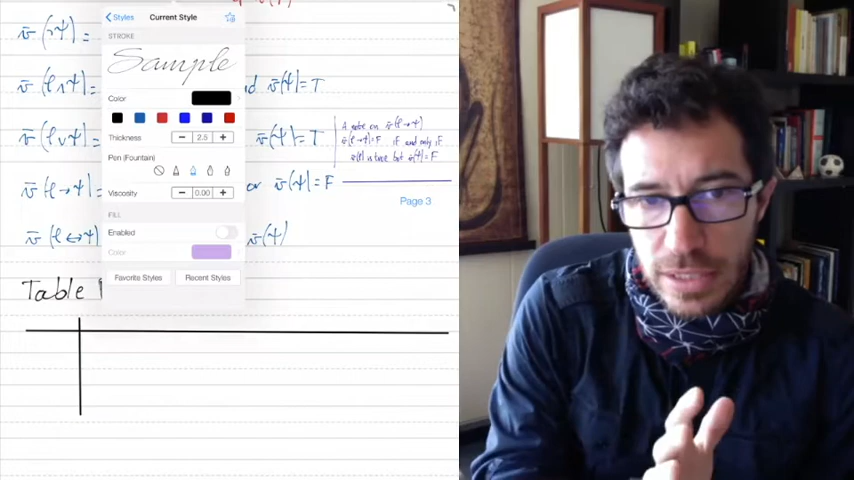 Styles Current Style
STROKE
Sample
Color
Thickness − 2.5 +
Pen (Fountain)
Viscosity − 0.00 +
FILL
Enabled
Color
Favorite Styles Recent Styles
v̄(¬ψ) =
v̄(φ∧ψ) = nd v̄(ψ) = T
v̄(φ∨ψ) = v̄(ψ) = T
v̄(φ→ψ) = or v̄(ψ) = F
v̄(φ↔ψ) v̄(ψ)
A note on v̄(φ→ψ)
v̄(φ→ψ)=F if and only if
v̄(φ) is true but v̄(ψ)=F
Page 3
Table